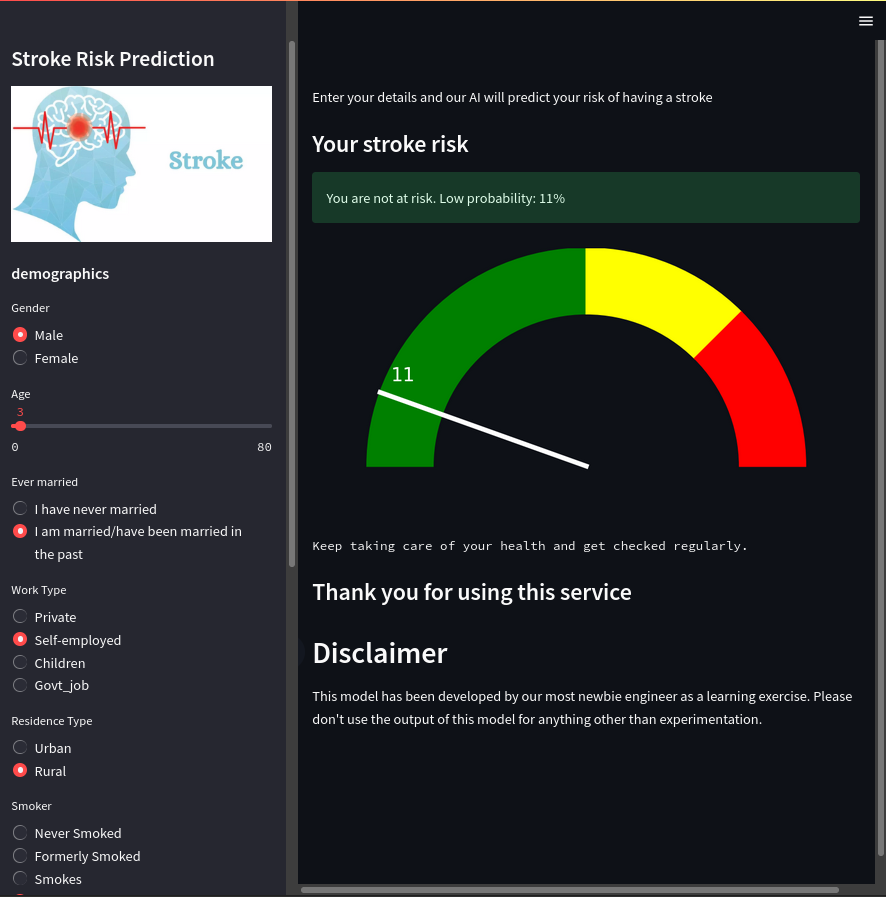 Stroke Risk Prediction
Stroke
demographics
Gender
Male
Female
Age
3
0 80
Ever married
I have never married
I am married/have been married in
the past
Work Type
Private
Self-employed
Children
Govt_job
Residence Type
Urban
Rural
Smoker
Never Smoked
Formerly Smoked
Smokes
Enter your details and our AI will predict your risk of having a stroke
Your stroke risk
You are not at risk. Low probability: 11%
11
Keep taking care of your health and get checked regularly.
Thank you for using this service
Disclaimer
This model has been developed by our most newbie engineer as a learning exercise. Please
don't use the output of this model for anything other than experimentation.